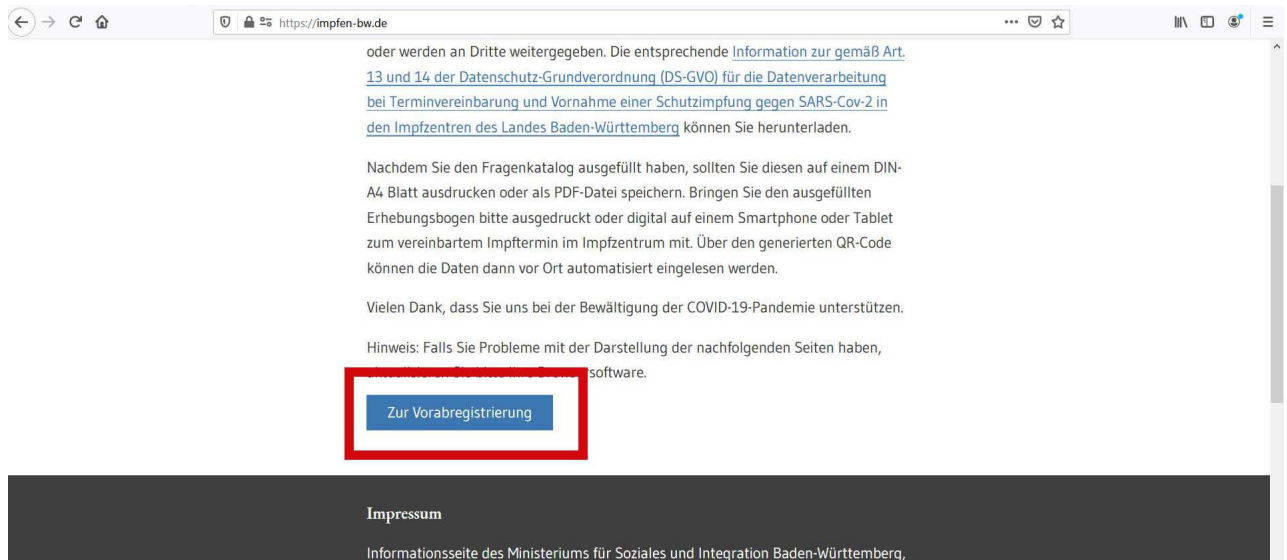 https://impfen-bw.de
oder werden an Dritte weitergegeben. Die entsprechende Information zur gemäß Art.
13 und 14 der Datenschutz-Grundverordnung (DS-GVO) für die Datenverarbeitung
bei Terminvereinbarung und Vornahme einer Schutzimpfung gegen SARS-Cov-2 in
den Impfzentren des Landes Baden-Württemberg können Sie herunterladen.
Nachdem Sie den Fragenkatalog ausgefüllt haben, sollten Sie diesen auf einem DIN-
A4 Blatt ausdrucken oder als PDF-Datei speichern. Bringen Sie den ausgefüllten
Erhebungsbogen bitte ausgedruckt oder digital auf einem Smartphone oder Tablet
zum vereinbartem Impftermin im Impfzentrum mit. Über den generierten QR-Code
können die Daten dann vor Ort automatisiert eingelesen werden.
Vielen Dank, dass Sie uns bei der Bewältigung der COVID-19-Pandemie unterstützen.
Hinweis: Falls Sie Probleme mit der Darstellung der nachfolgenden Seiten haben,
software.
Zur Vorabregistrierung
Impressum
Informationsseite des Ministeriums für Soziales und Integration Baden-Württemberg,